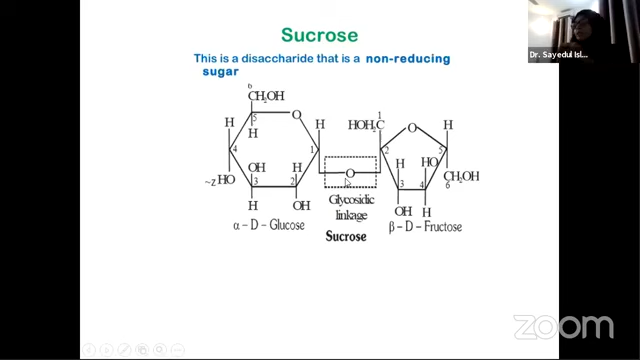 Sucrose
This is a disaccharide that is a non-reducing
sugar
Dr. Sayedul Isl...
6
CH₂OH
5
O
H
H
4
HO
OH
3
H
H
2
OH
H
1
O
Glycosidic
linkage
α – D – Glucose
Sucrose
1
HOH₂C
O
2
H
5
H
HO
3
4
OH
H
CH₂OH
6
β – D – Fructose
zoom